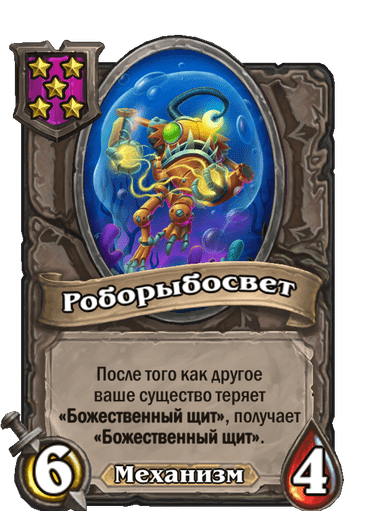 Роборыбосвет
После того как другое
ваше существо теряет
«Божественный щит», получает
«Божественный щит».
6
Механизм
4